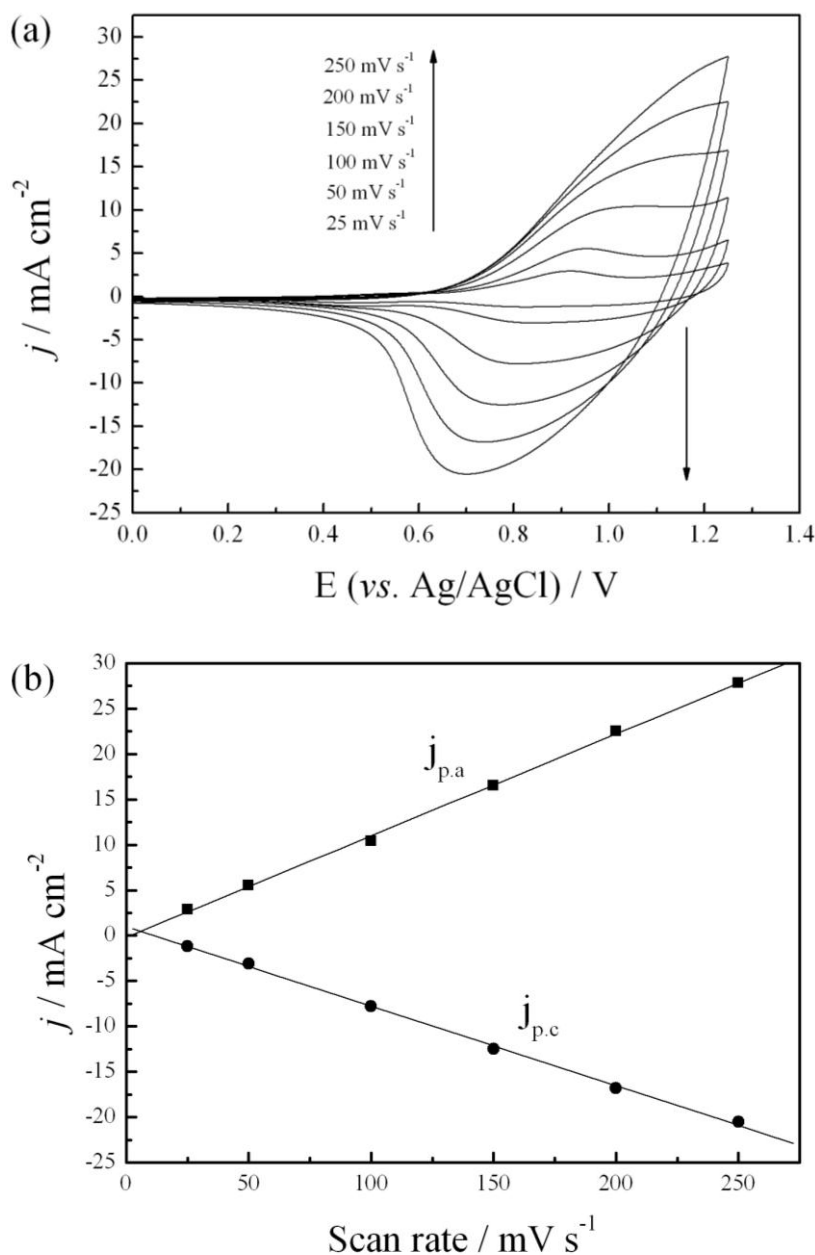 (a)
30
25
20
15
10
5
0
-5
-10
-15
-20
-25
j / mA cm⁻²
250 mV s⁻¹
200 mV s⁻¹
150 mV s⁻¹
100 mV s⁻¹
50 mV s⁻¹
25 mV s⁻¹
0.0 0.2 0.4 0.6 0.8 1.0 1.2 1.4
E (vs. Ag/AgCl) / V
(b)
30
25
20
15
10
5
0
-5
-10
-15
-20
-25
j / mA cm⁻²
j p.a
j p.c
0 50 100 150 200 250
Scan rate / mV s⁻¹